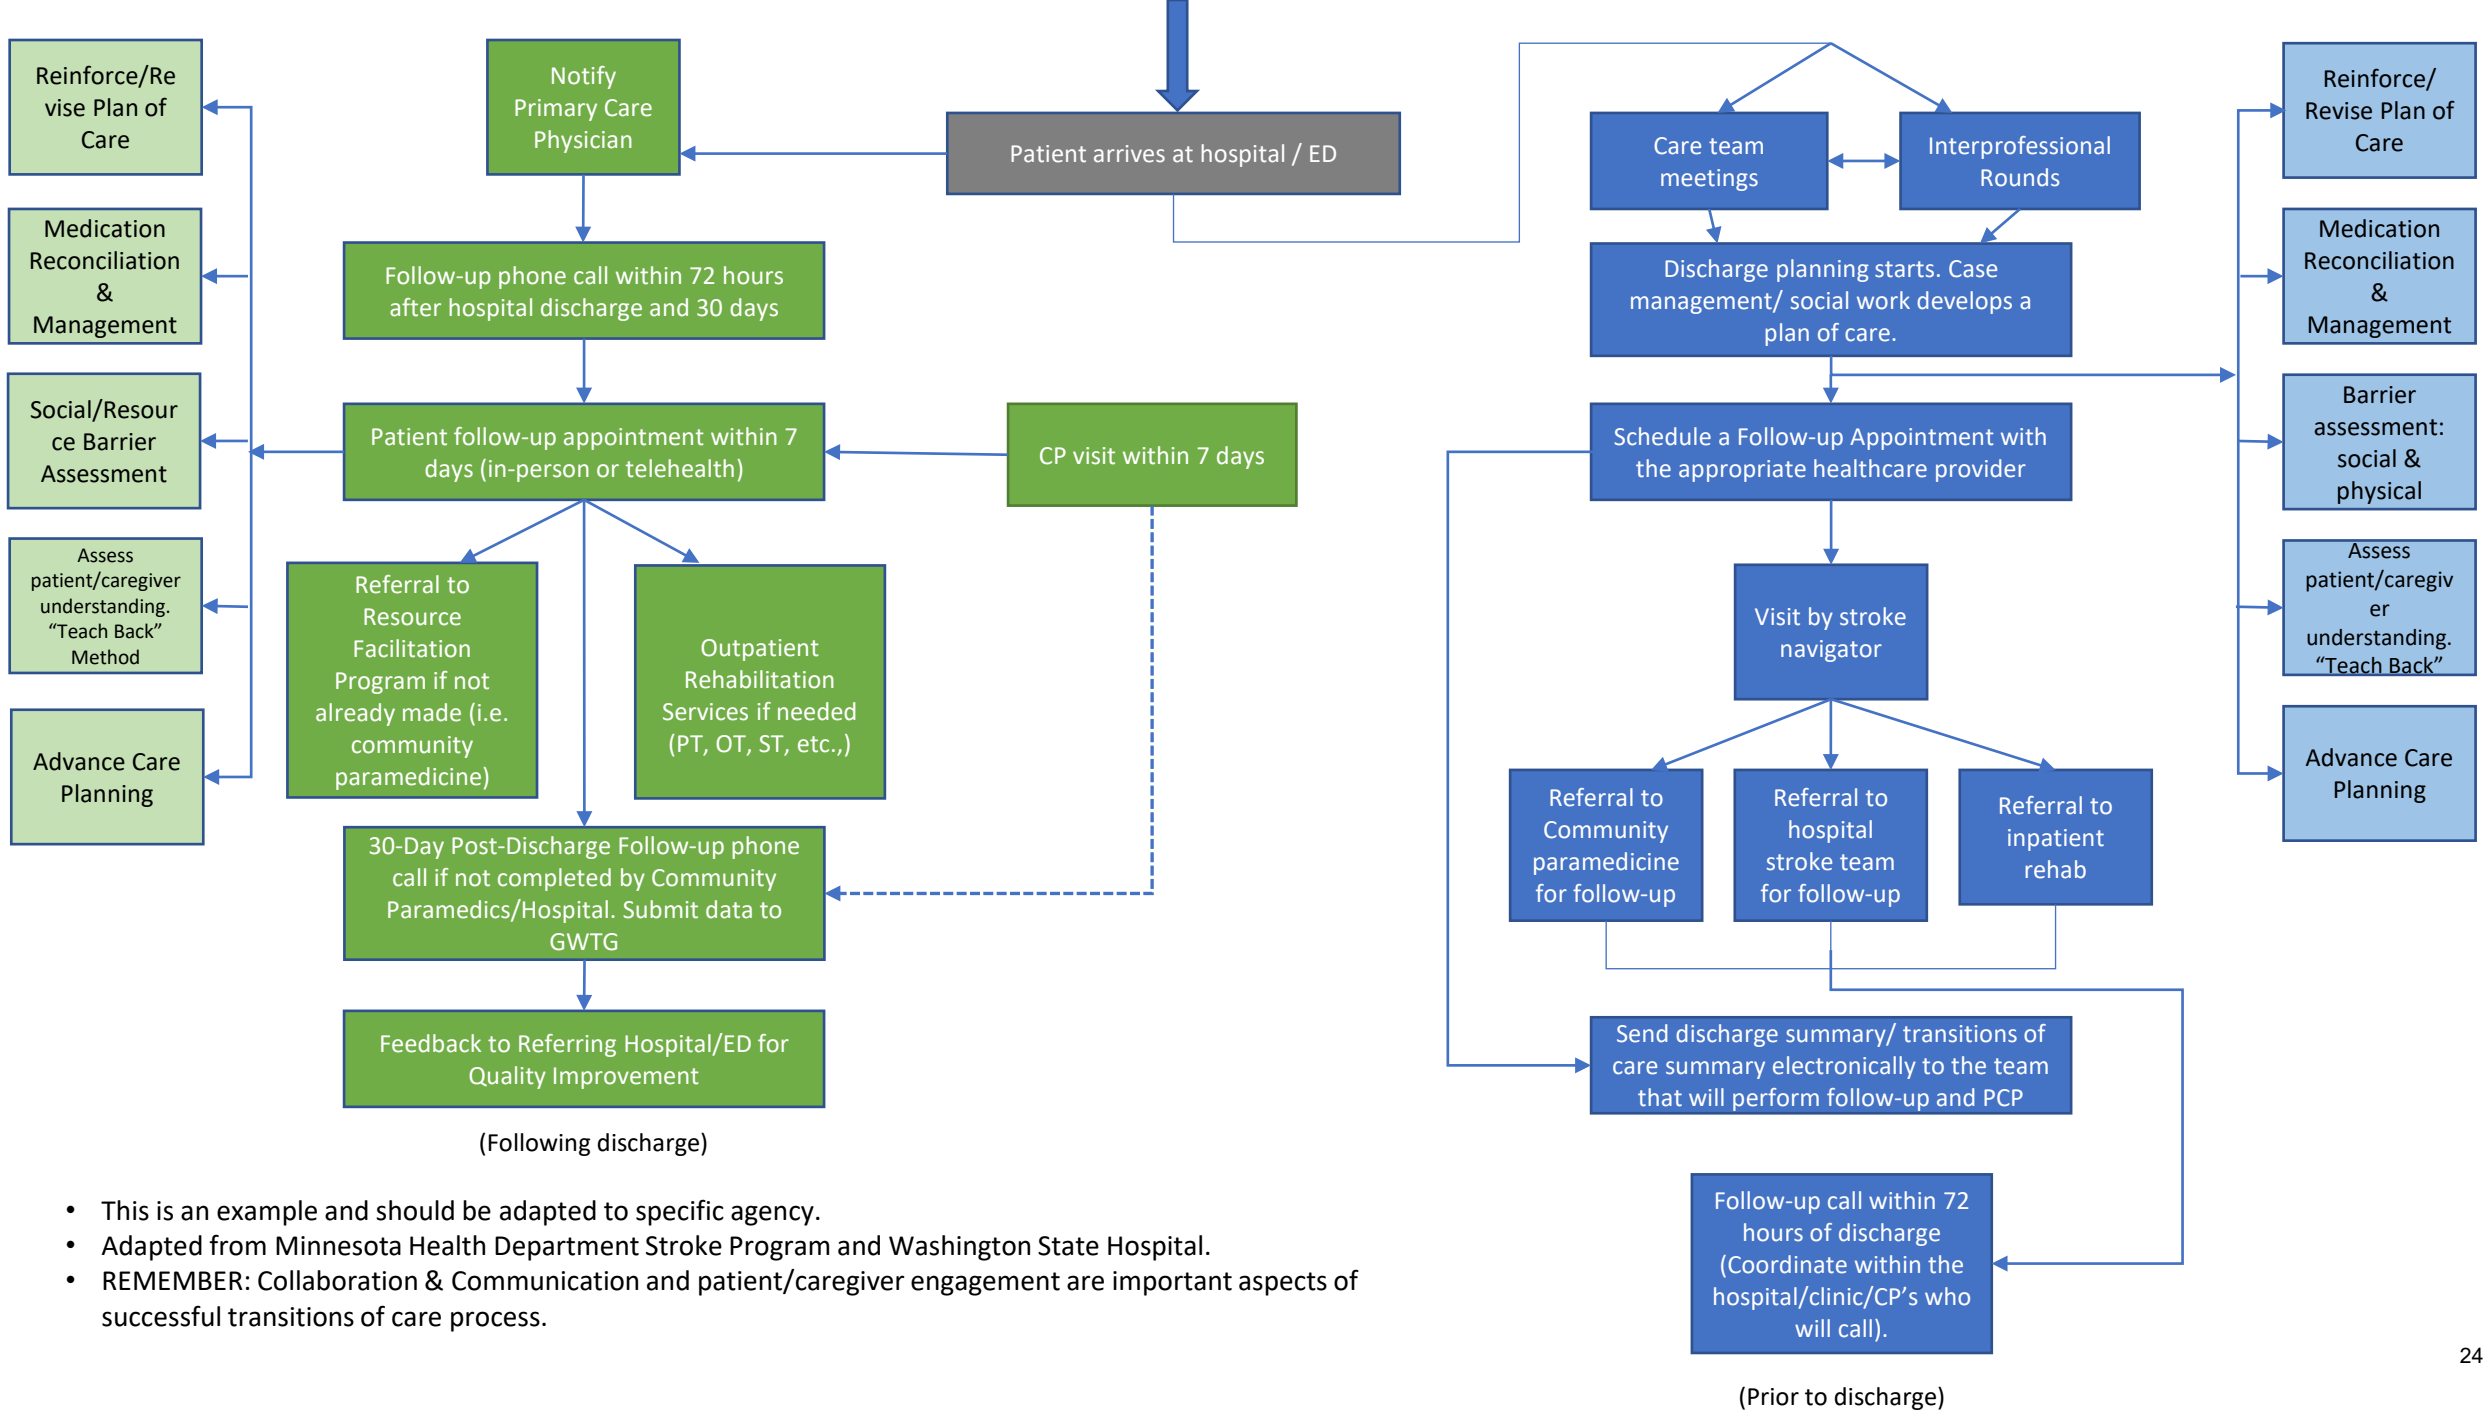 Reinforce/Re
vise Plan of
Care
Medication
Reconciliation
&
Management
Social/Resour
ce Barrier
Assessment
Assess
patient/caregiver
understanding.
“Teach Back”
Method
Advance Care
Planning
Notify
Primary Care
Physician
Patient arrives at hospital / ED
Follow-up phone call within 72 hours
after hospital discharge and 30 days
Patient follow-up appointment within 7
days (in-person or telehealth)
CP visit within 7 days
Referral to
Resource
Facilitation
Program if not
already made (i.e.
community
paramedicine)
Outpatient
Rehabilitation
Services if needed
(PT, OT, ST, etc.,)
30-Day Post-Discharge Follow-up phone
call if not completed by Community
Paramedics/Hospital. Submit data to
GWTG
Feedback to Referring Hospital/ED for
Quality Improvement
(Following discharge)
Care team
meetings
Interprofessional
Rounds
Discharge planning starts. Case
management/ social work develops a
plan of care.
Schedule a Follow-up Appointment with
the appropriate healthcare provider
Visit by stroke
navigator
Referral to
Community
paramedicine
for follow-up
Referral to
hospital
stroke team
for follow-up
Referral to
inpatient
rehab
Send discharge summary/ transitions of
care summary electronically to the team
that will perform follow-up and PCP
Follow-up call within 72
hours of discharge
(Coordinate within the
hospital/clinic/CP’s who
will call).
(Prior to discharge)
Reinforce/
Revise Plan of
Care
Medication
Reconciliation
&
Management
Barrier
assessment:
social &
physical
Assess
patient/caregiv
er
understanding.
“Teach Back”
Advance Care
Planning
• This is an example and should be adapted to specific agency.
• Adapted from Minnesota Health Department Stroke Program and Washington State Hospital.
• REMEMBER: Collaboration & Communication and patient/caregiver engagement are important aspects of
successful transitions of care process.
24